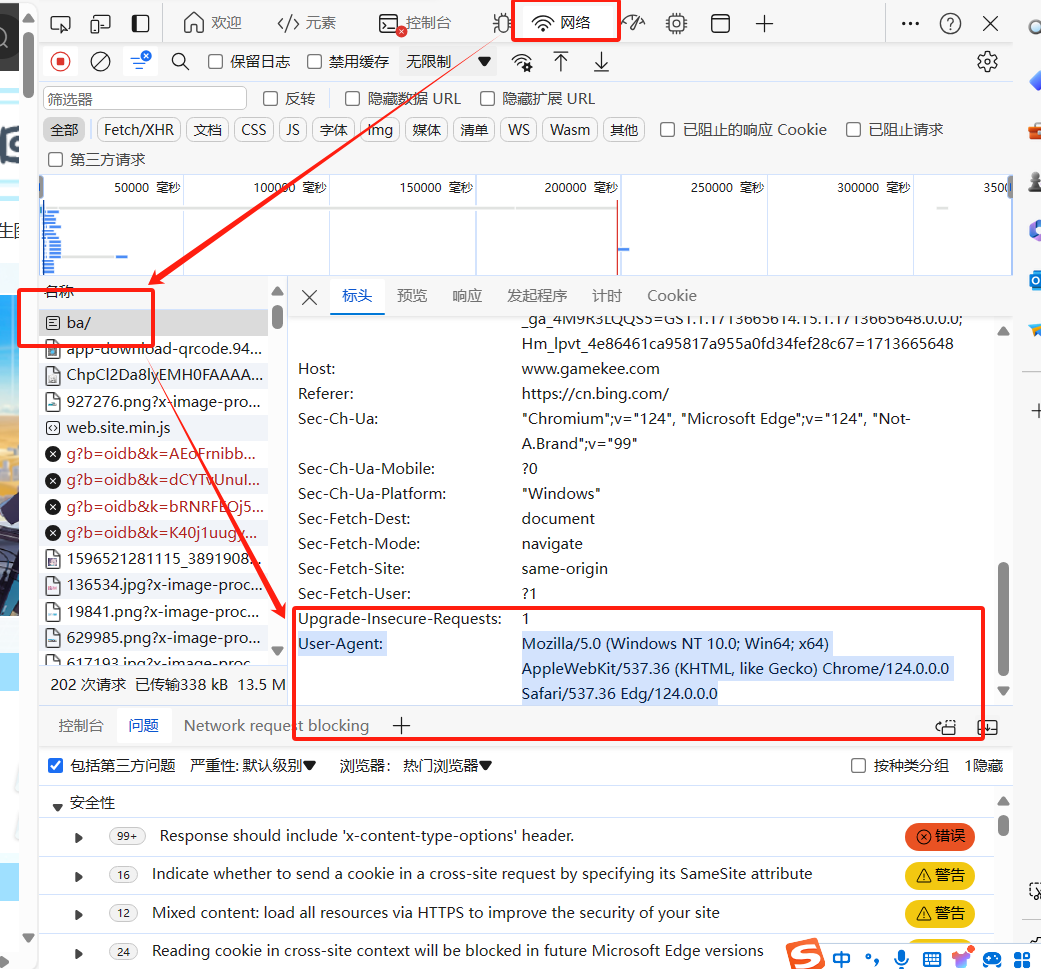 欢迎 元素 控制台 网络
保留日志 禁用缓存 无限制
筛选器 反转 隐藏数据 URL 隐藏扩展 URL
全部 Fetch/XHR 文档 CSS JS 字体 Img 媒体 清单 WS Wasm 其他 已阻止的响应 Cookie 已阻止请求
第三方请求
50000 毫秒 100000 毫秒 150000 毫秒 200000 毫秒 250000 毫秒 300000 毫秒 3500
名称
标头 预览 响应 发起程序 计时 Cookie
ba/
app-download-qrcode.94...
ChpCl2Da8lyEMH0FAAAA...
927276.png?x-image-pro...
web.site.min.js
g?b=oidb&k=AEoFrnibb...
g?b=oidb&k=dCYTvUnuI...
g?b=oidb&k=bRNRFEOj5...
g?b=oidb&k=K40j1uugy...
1596521281115_3891908...
136534.jpg?x-image-proc...
19841.png?x-image-proc...
629985.png?x-image-pro...
617193.jpg?x-image-proc...
_ga_4M9R3LQQS5=GS1.1.1713665614.15.1.1713665648.0.0.0;
Hm_lpvt_4e86461ca95817a955a0fd34fef28c67=1713665648
Host: www.gamekee.com
Referer: https://cn.bing.com/
Sec-Ch-Ua: "Chromium";v="124", "Microsoft Edge";v="124", "Not-
A.Brand";v="99"
Sec-Ch-Ua-Mobile: ?0
Sec-Ch-Ua-Platform: "Windows"
Sec-Fetch-Dest: document
Sec-Fetch-Mode: navigate
Sec-Fetch-Site: same-origin
Sec-Fetch-User: ?1
Upgrade-Insecure-Requests: 1
User-Agent: Mozilla/5.0 (Windows NT 10.0; Win64; x64)
AppleWebKit/537.36 (KHTML, like Gecko) Chrome/124.0.0.0
Safari/537.36 Edg/124.0.0.0
202 次请求 已传输338 kB 13.5 M
控制台 问题 Network request blocking
包括第三方问题 严重性: 默认级别▼ 浏览器: 热门浏览器▼ 按种类分组 1隐藏
安全性
99+ Response should include 'x-content-type-options' header. 错误
16 Indicate whether to send a cookie in a cross-site request by specifying its SameSite attribute 警告
12 Mixed content: load all resources via HTTPS to improve the security of your site 警告
24 Reading cookie in cross-site context will be blocked in future Microsoft Edge versions
S 中